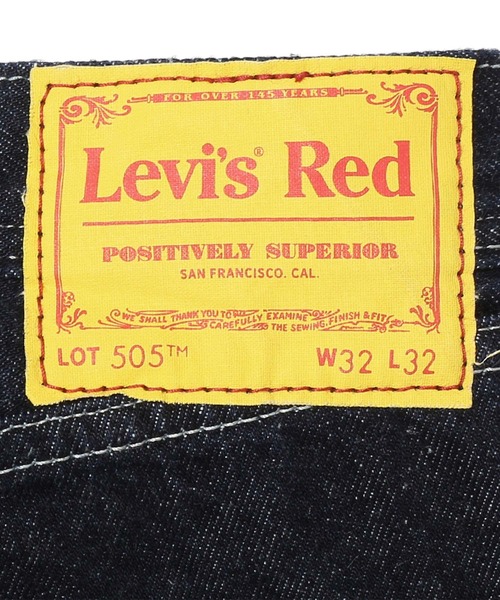 FOR OVER 145 YEARS
Levi's® Red
POSITIVELY SUPERIOR
SAN FRANCISCO. CAL.
WE SHALL THANK YOU TO
CAREFULLY EXAMINE
THE SEWING, FINISH & FIT
LOT 505™ W32 L32